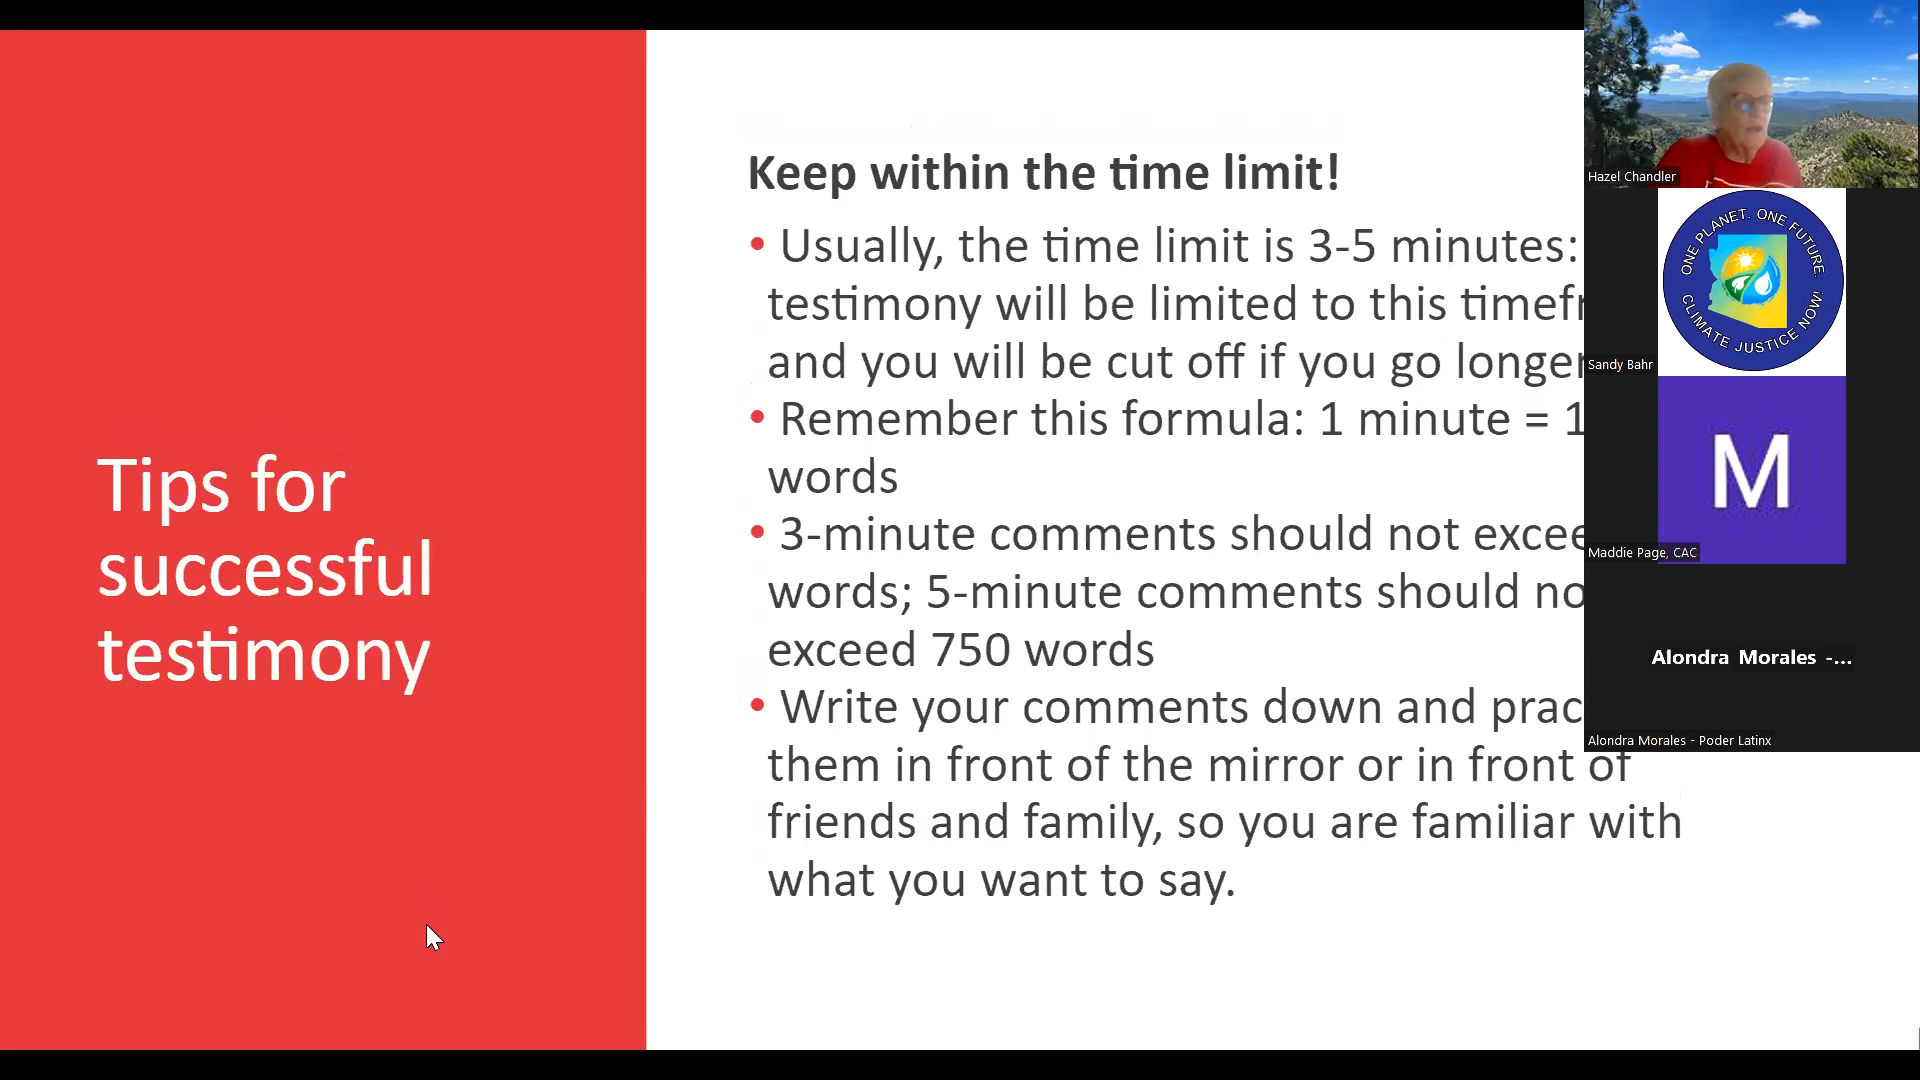 Tips for
successful
testimony
Keep within the time limit!
• Usually, the time limit is 3-5 minutes:
testimony will be limited to this timefr
and you will be cut off if you go longer
• Remember this formula: 1 minute = 1
words
• 3-minute comments should not excee
words; 5-minute comments should no
exceed 750 words
• Write your comments down and prac
them in front of the mirror or in front of
friends and family, so you are familiar with
what you want to say.
Hazel Chandler
ONE PLANET. ONE FUTURE.
CLIMATE JUSTICE NOW!
Sandy Bahr
M
Maddie Page, CAC
Alondra Morales -...
Alondra Morales - Poder Latinx